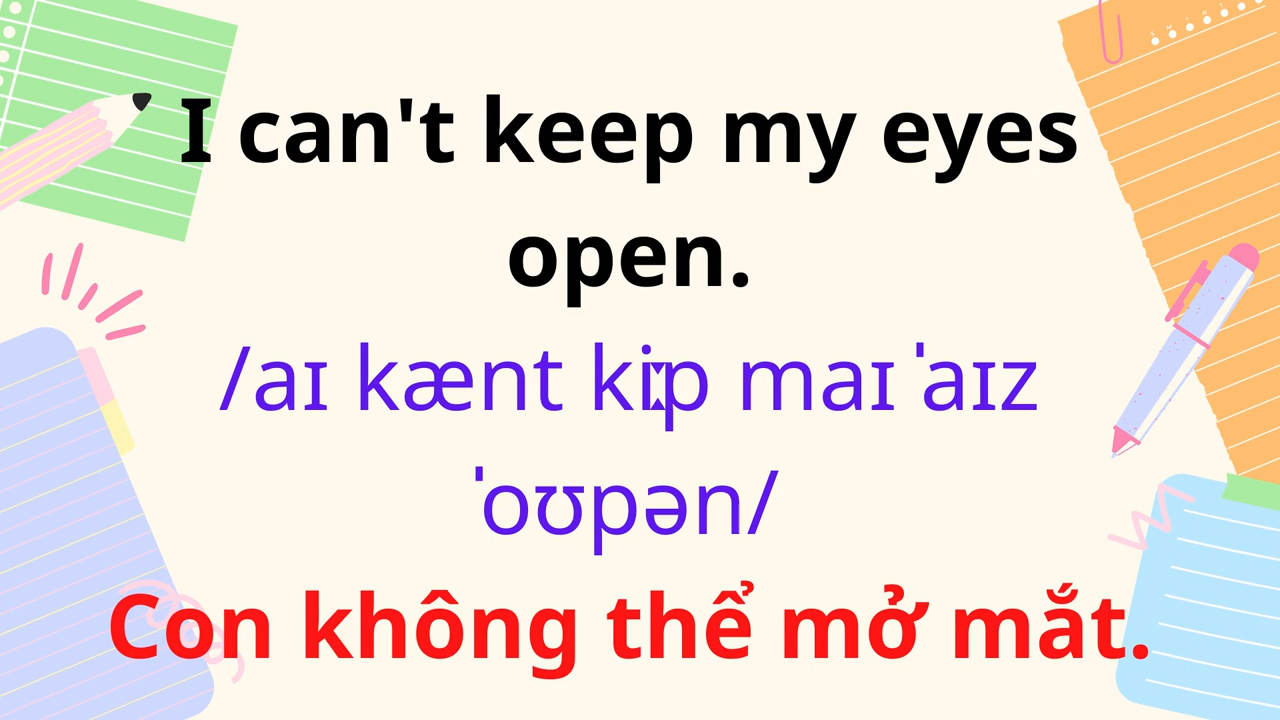 I can't keep my eyes
open.
/aɪ kænt kiːp maɪ ˈaɪz
ˈoʊpən/
Con không thể mở mắt.